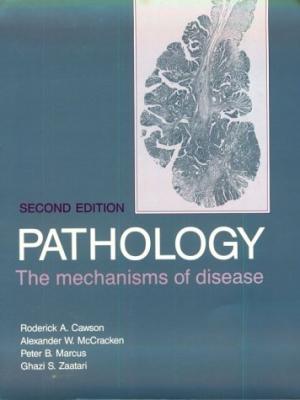 SECOND EDITION
PATHOLOGY
The mechanisms of disease
Roderick A. Cawson
Alexander W. McCracken
Peter B. Marcus
Ghazi S. Zaatari